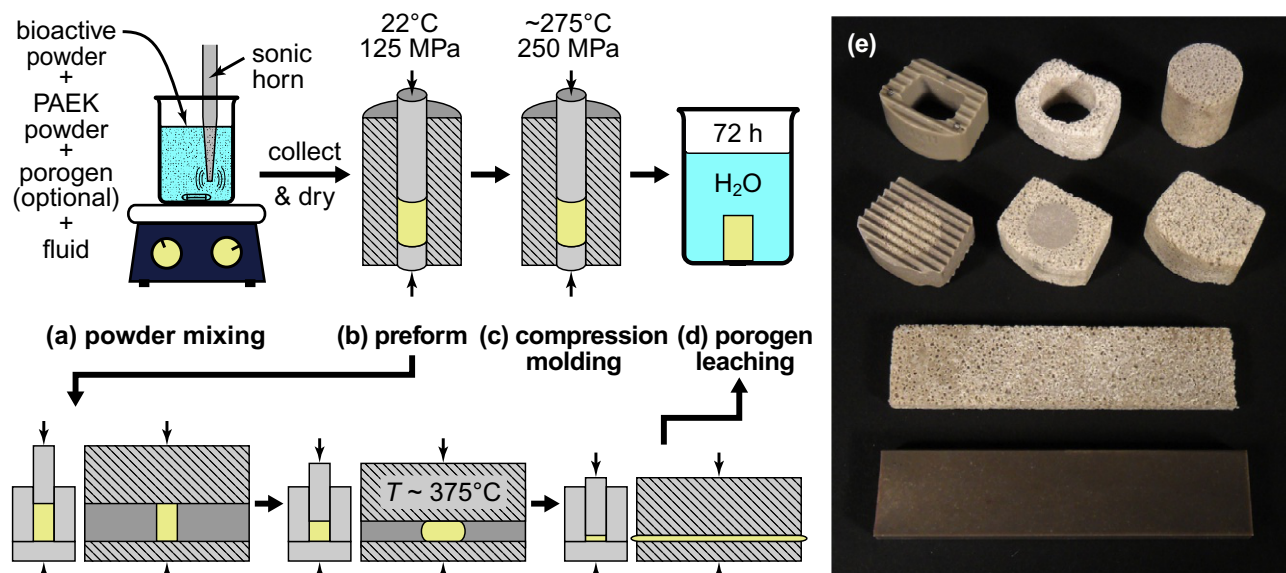 bioactive
powder
+
PAEK
powder
+
porogen
(optional)
+
fluid
sonic
horn
collect
& dry
22°C
125 MPa
~275°C
250 MPa
72 h
H₂O
(a) powder mixing
(b) preform
(c) compression
molding
(d) porogen
leaching
T ~ 375°C
(e)